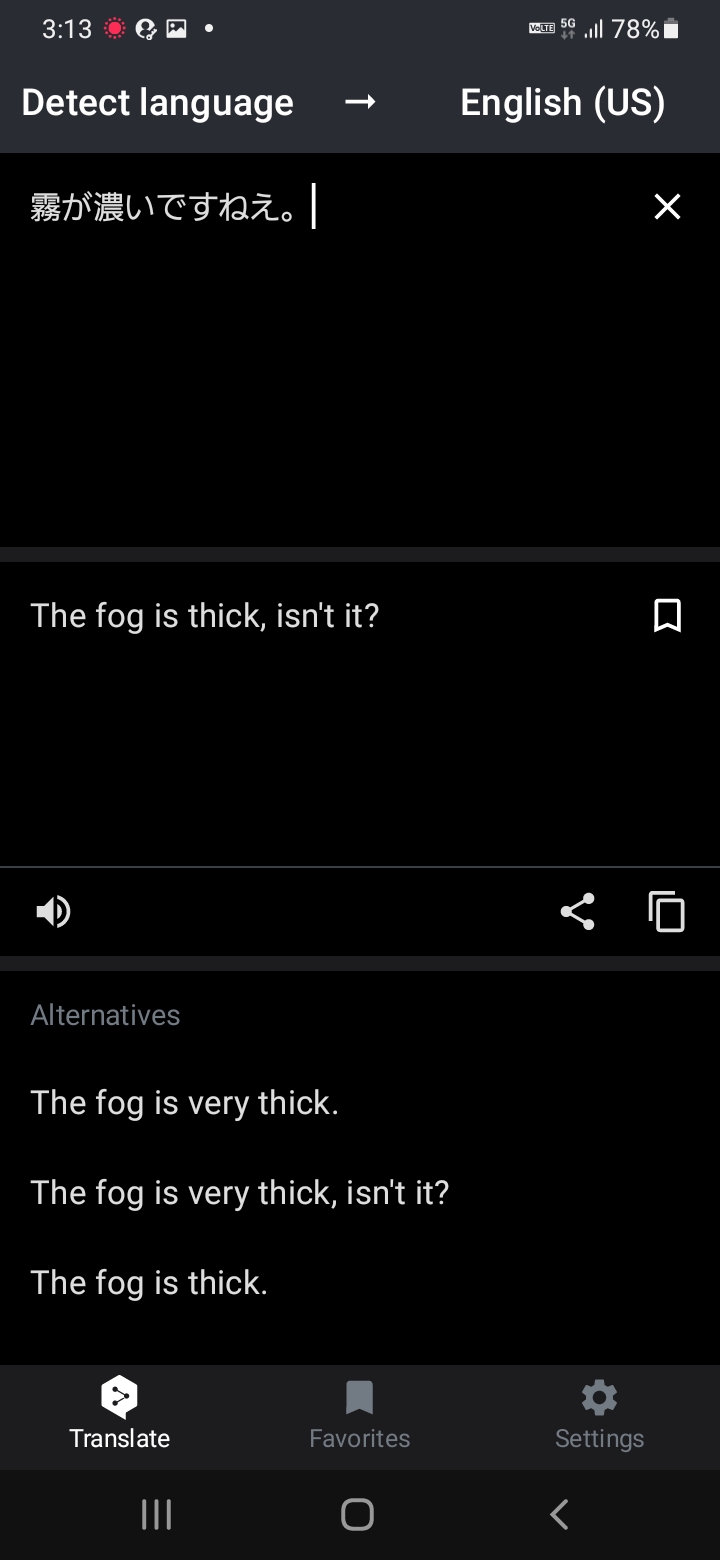 3:13 VoLTE 5G 78%
Detect language → English (US)
霧が濃いですねえ。
The fog is thick, isn't it?
Alternatives
The fog is very thick.
The fog is very thick, isn't it?
The fog is thick.
Translate Favorites Settings